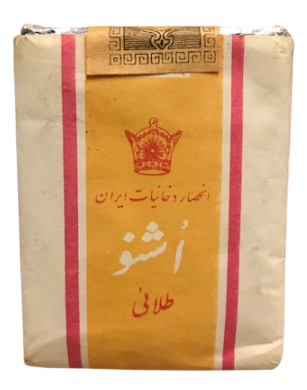 انحصار دخانیات ایران
اُشنو
طلائی